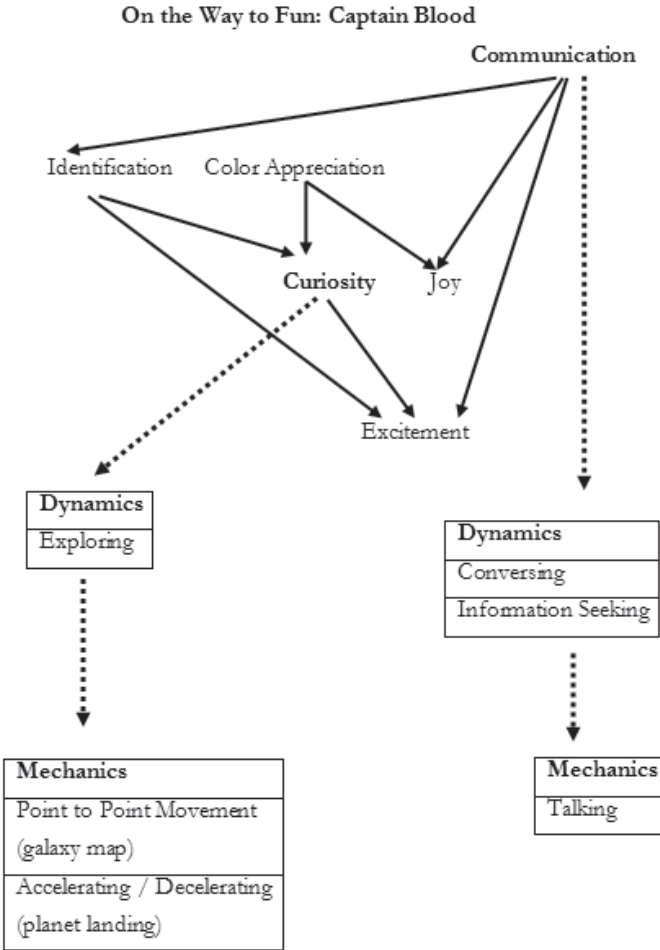 On the Way to Fun: Captain Blood
Communication
Identification
Color Appreciation
Curiosity
Joy
Excitement
Dynamics
Exploring
Dynamics
Conversing
Information Seeking
Mechanics
Point to Point Movement
(galaxy map)
Accelerating / Decelerating
(planet landing)
Mechanics
Talking